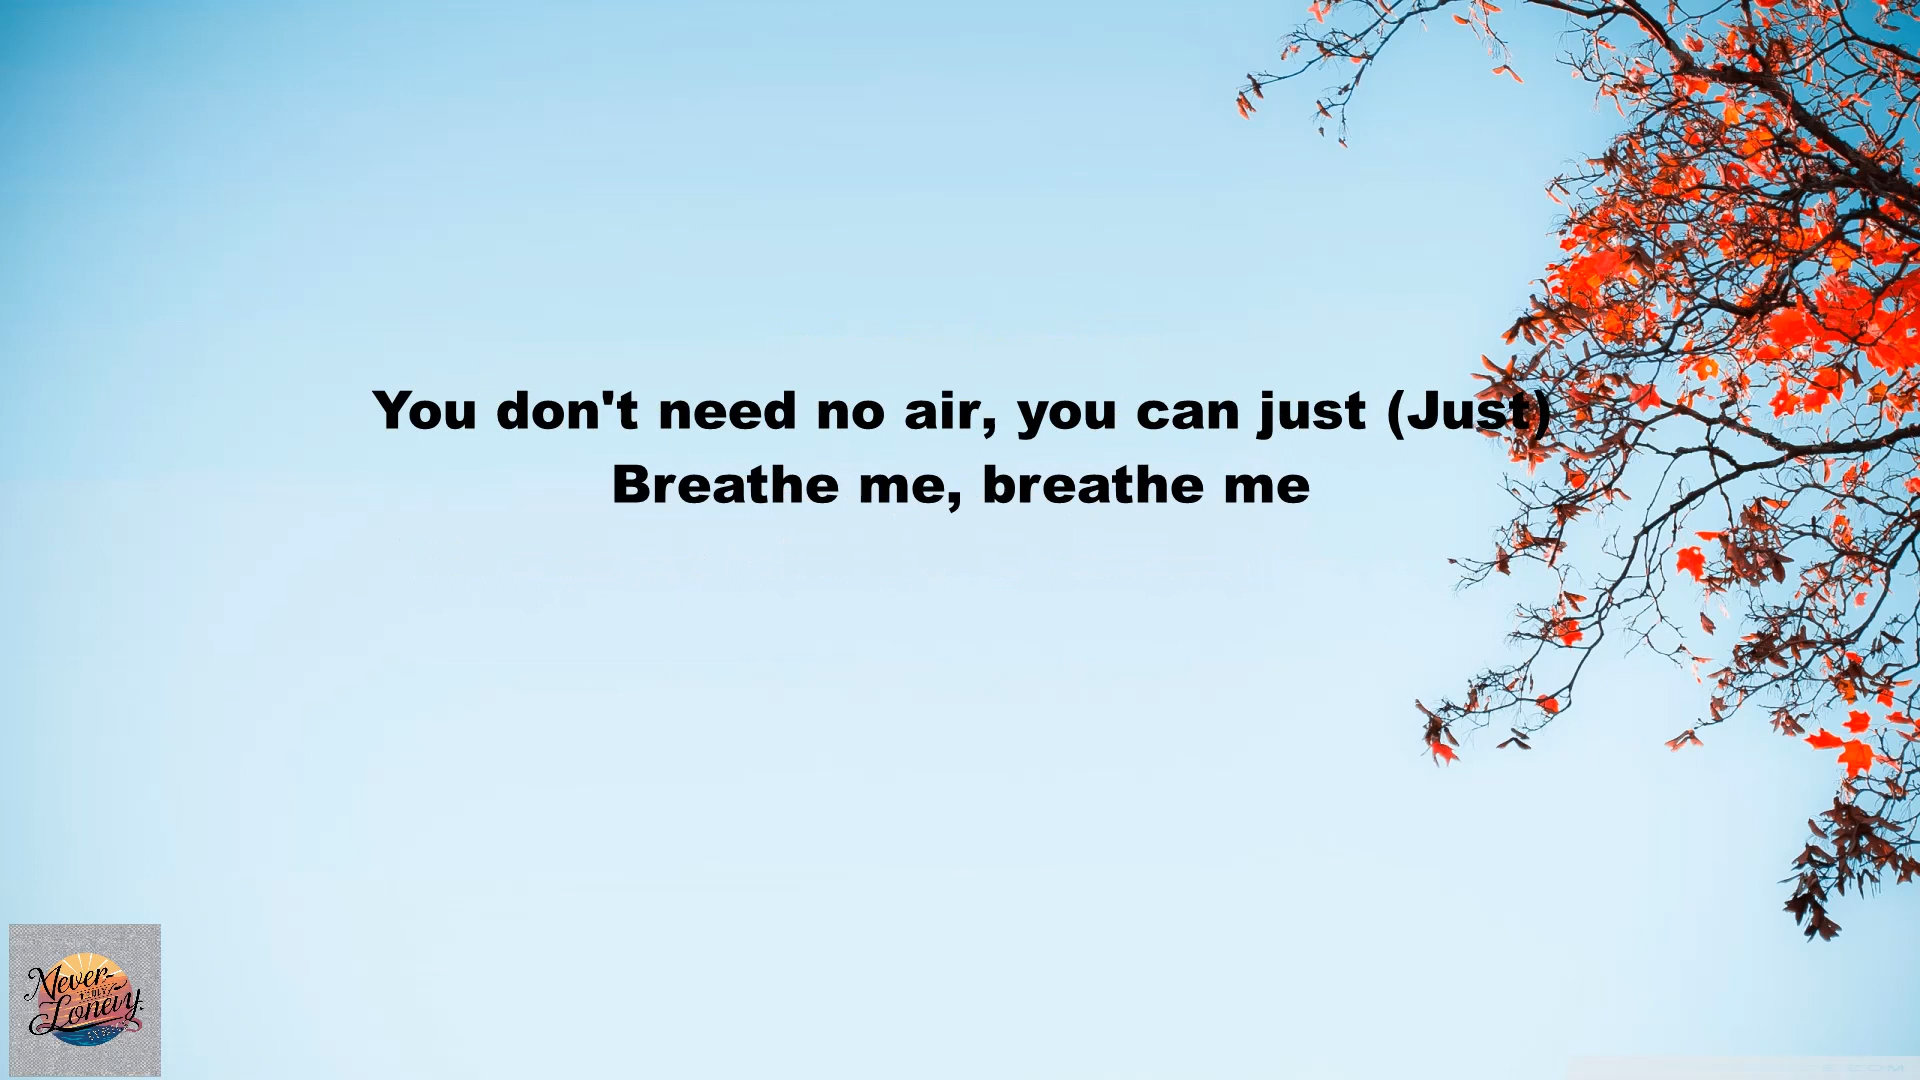 You don't need no air, you can just (Just)
Breathe me, breathe me
Never
Lonely.